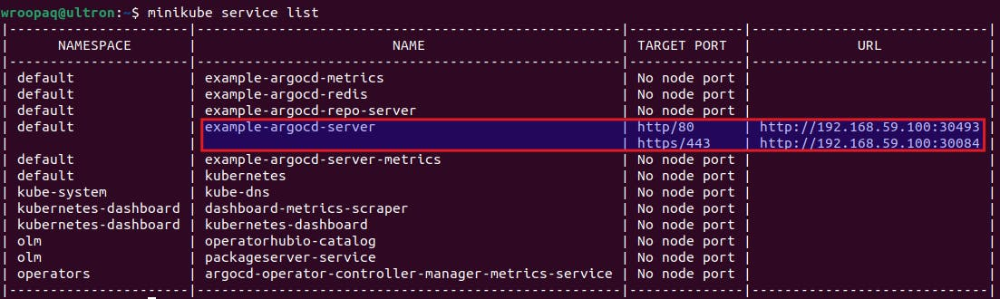 wroopaq@ultron:~$ minikube service list
|----------------------|---------------------------------------------------|--------------|-----------------------------|
|      NAMESPACE       |                       NAME                        | TARGET PORT  |             URL             |
|----------------------|---------------------------------------------------|--------------|-----------------------------|
| default              | example-argocd-metrics                            | No node port |
| default              | example-argocd-redis                              | No node port |
| default              | example-argocd-repo-server                        | No node port |
| default              | example-argocd-server                             | http/80      | http://192.168.59.100:30493
|                      |                                                   | https/443    | http://192.168.59.100:30084
| default              | example-argocd-server-metrics                     | No node port |
| default              | kubernetes                                        | No node port |
| kube-system          | kube-dns                                          | No node port |
| kubernetes-dashboard | dashboard-metrics-scraper                         | No node port |
| kubernetes-dashboard | kubernetes-dashboard                              | No node port |
| olm                  | operatorhubio-catalog                             | No node port |
| olm                  | packageserver-service                             | No node port |
| operators            | argocd-operator-controller-manager-metrics-service | No node port |
|----------------------|---------------------------------------------------|--------------|-----------------------------|